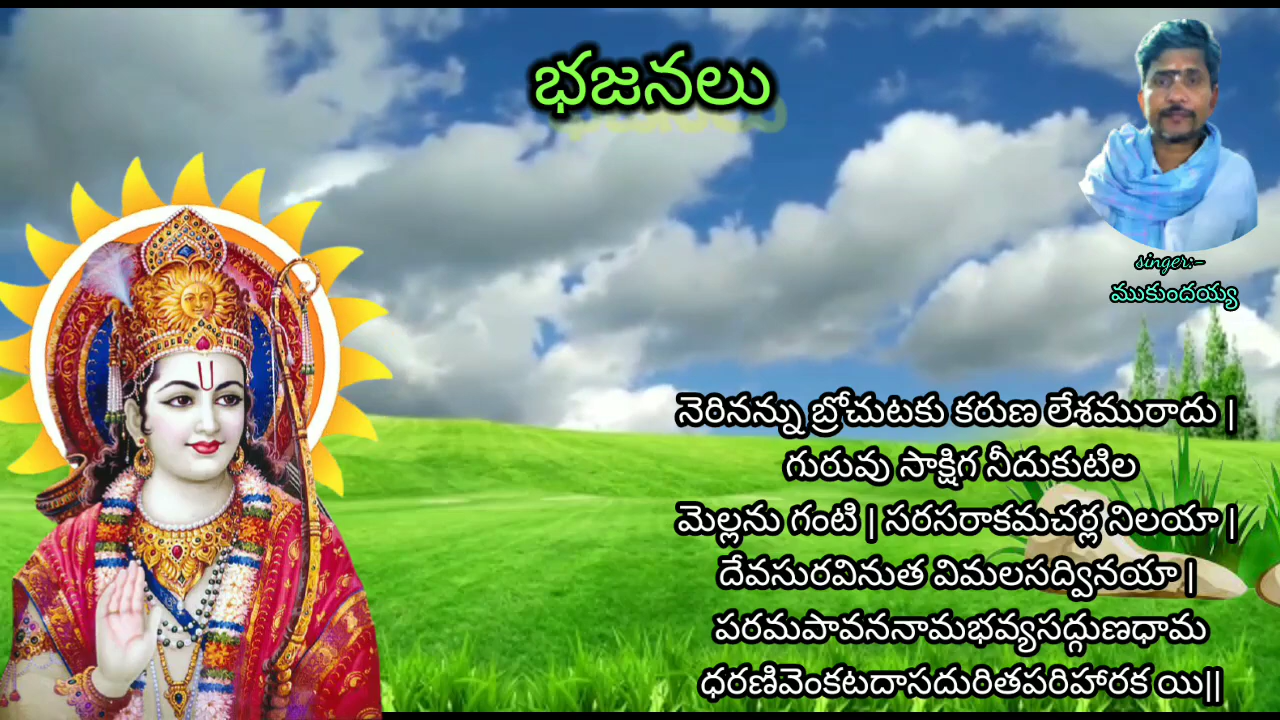 భజనలు
singer:-
ముకుందయ్య
నెరినన్ను బ్రోచుటకు కరుణ లేశమురాదు |
గురువు సాక్షిగ నీదుకుటిల
మెల్లను గంటి | సరసరాకమచర్ల నిలయా |
దేవసురవినుత విమలసద్వినయా |
పరమపావననామభవ్యసద్గుణధామ
ధరణివెంకటదాసదురితపరిహారక యి||